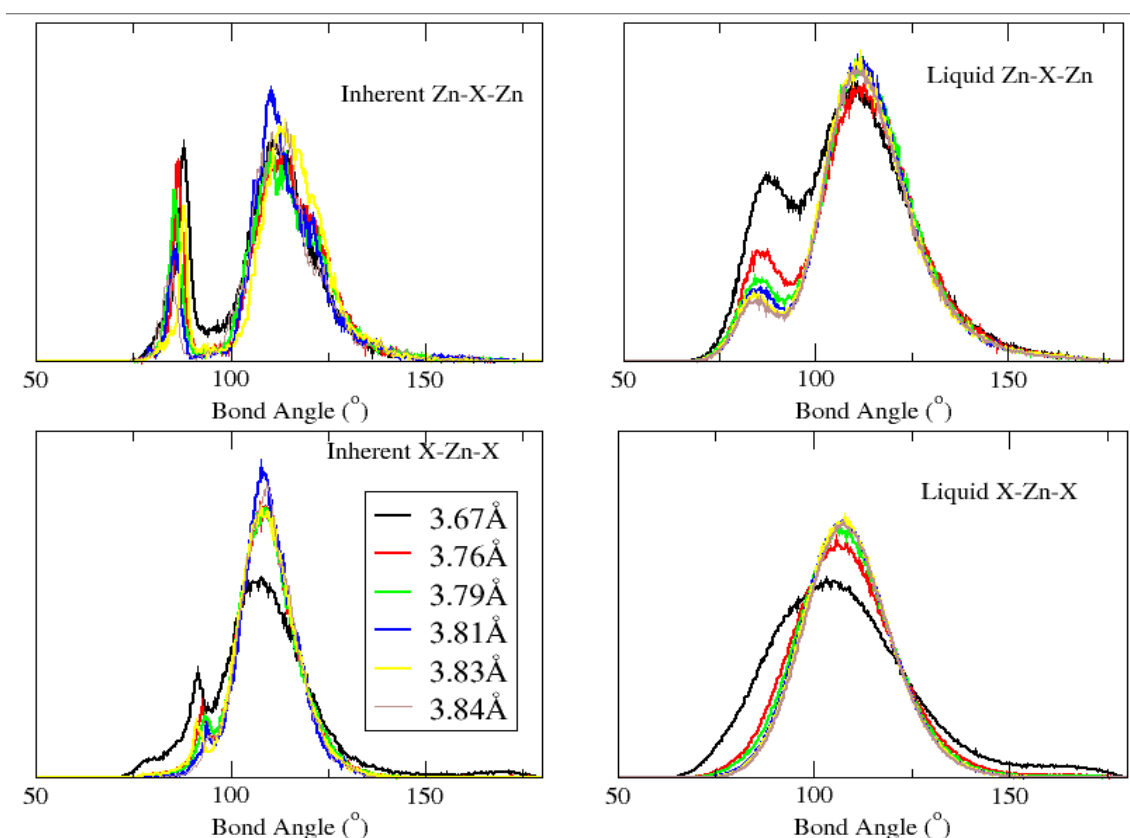 Inherent Zn-X-Zn
50 100 150
Bond Angle (°)
Liquid Zn-X-Zn
50 100 150
Bond Angle (°)
Inherent X-Zn-X
3.67Å
3.76Å
3.79Å
3.81Å
3.83Å
3.84Å
50 100 150
Bond Angle (°)
Liquid X-Zn-X
50 100 150
Bond Angle (°)